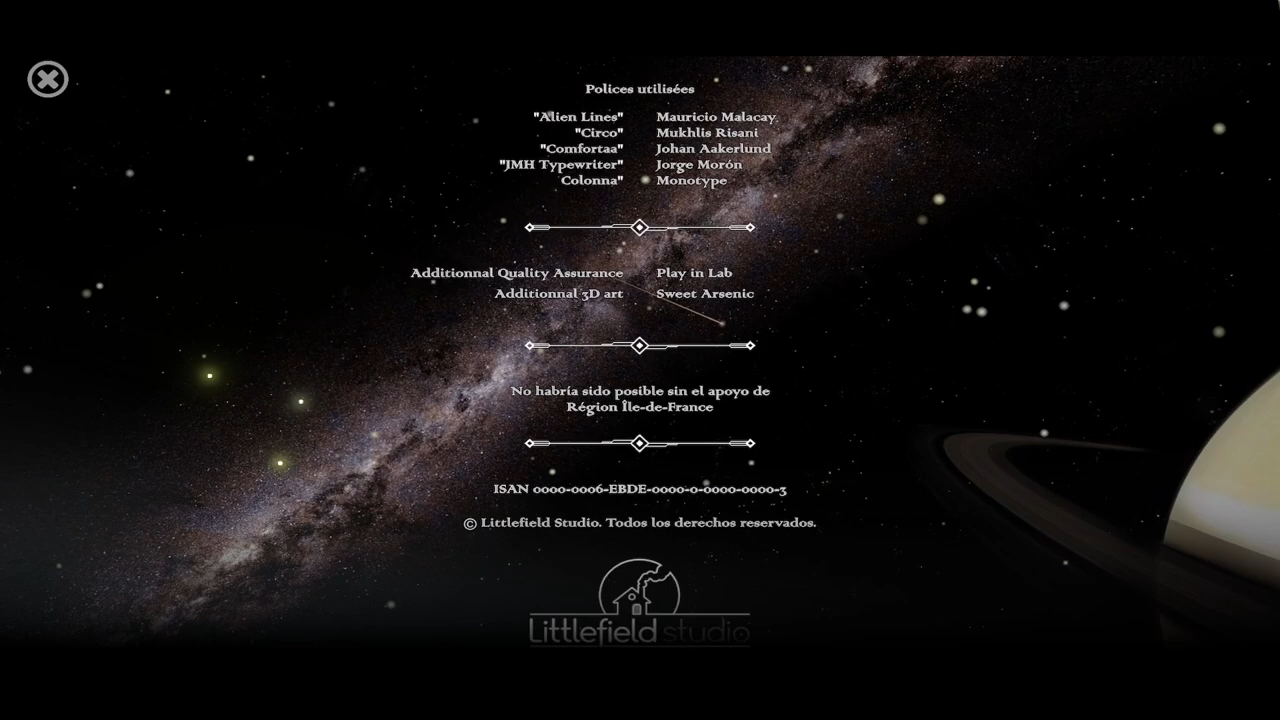 Polices utilisées
"Alien Lines" Mauricio Malacay
"Circo" Mukhlis Risani
"Comfortaa" Johan Aakerlund
"JMH Typewriter" Jorge Morón
Colonna" Monotype
Additionnal Quality Assurance Play in Lab
Additionnal 3D art Sweet Arsenic
No habría sido posible sin el apoyo de
Région Île-de-France
ISAN 0000-0006-EBDE-0000-0-0000-0000-3
© Littlefield Studio. Todos los derechos reservados.
Littlefield studio